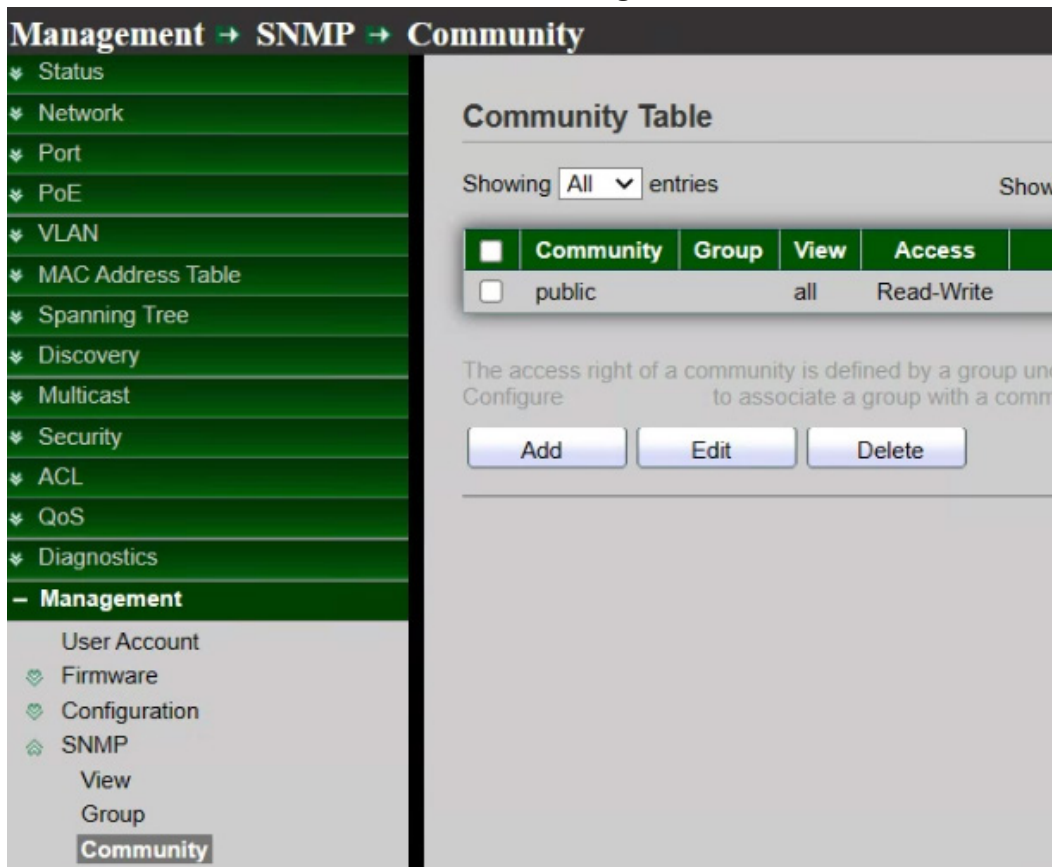 Management → SNMP → Community
Status
Network
Port
PoE
VLAN
MAC Address Table
Spanning Tree
Discovery
Multicast
Security
ACL
QoS
Diagnostics
Management
User Account
Firmware
Configuration
SNMP
View
Group
Community
Community Table
Showing All entries Show
Community Group View Access
public all Read-Write
The access right of a community is defined by a group und
Configure to associate a group with a comm
Add Edit Delete